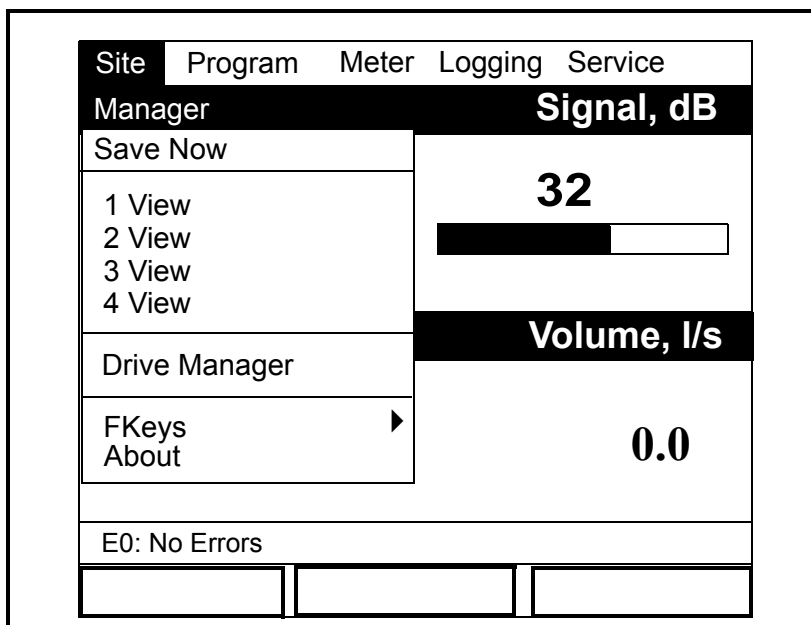 Site Program Meter Logging Service
Manager Signal, dB
Save Now
32
1 View
2 View
3 View
4 View
Volume, l/s
Drive Manager
FKeys
About
0.0
E0: No Errors